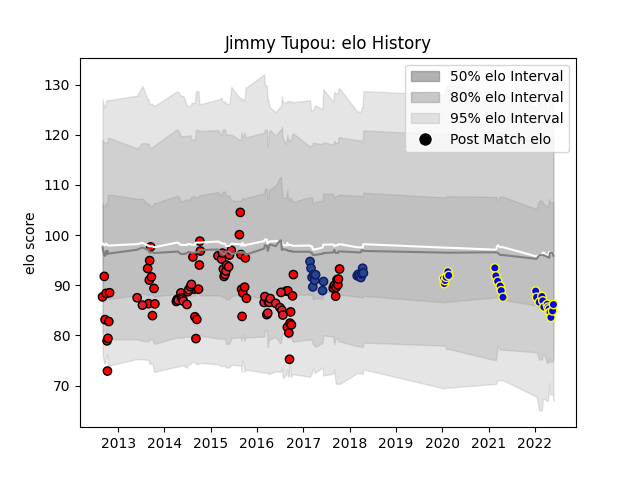 Jimmy Tupou: elo History
50% elo Interval
80% elo Interval
95% elo Interval
Post Match elo
elo score
130
120
110
100
90
80
70
2013 2014 2015 2016 2017 2018 2019 2020 2021 2022